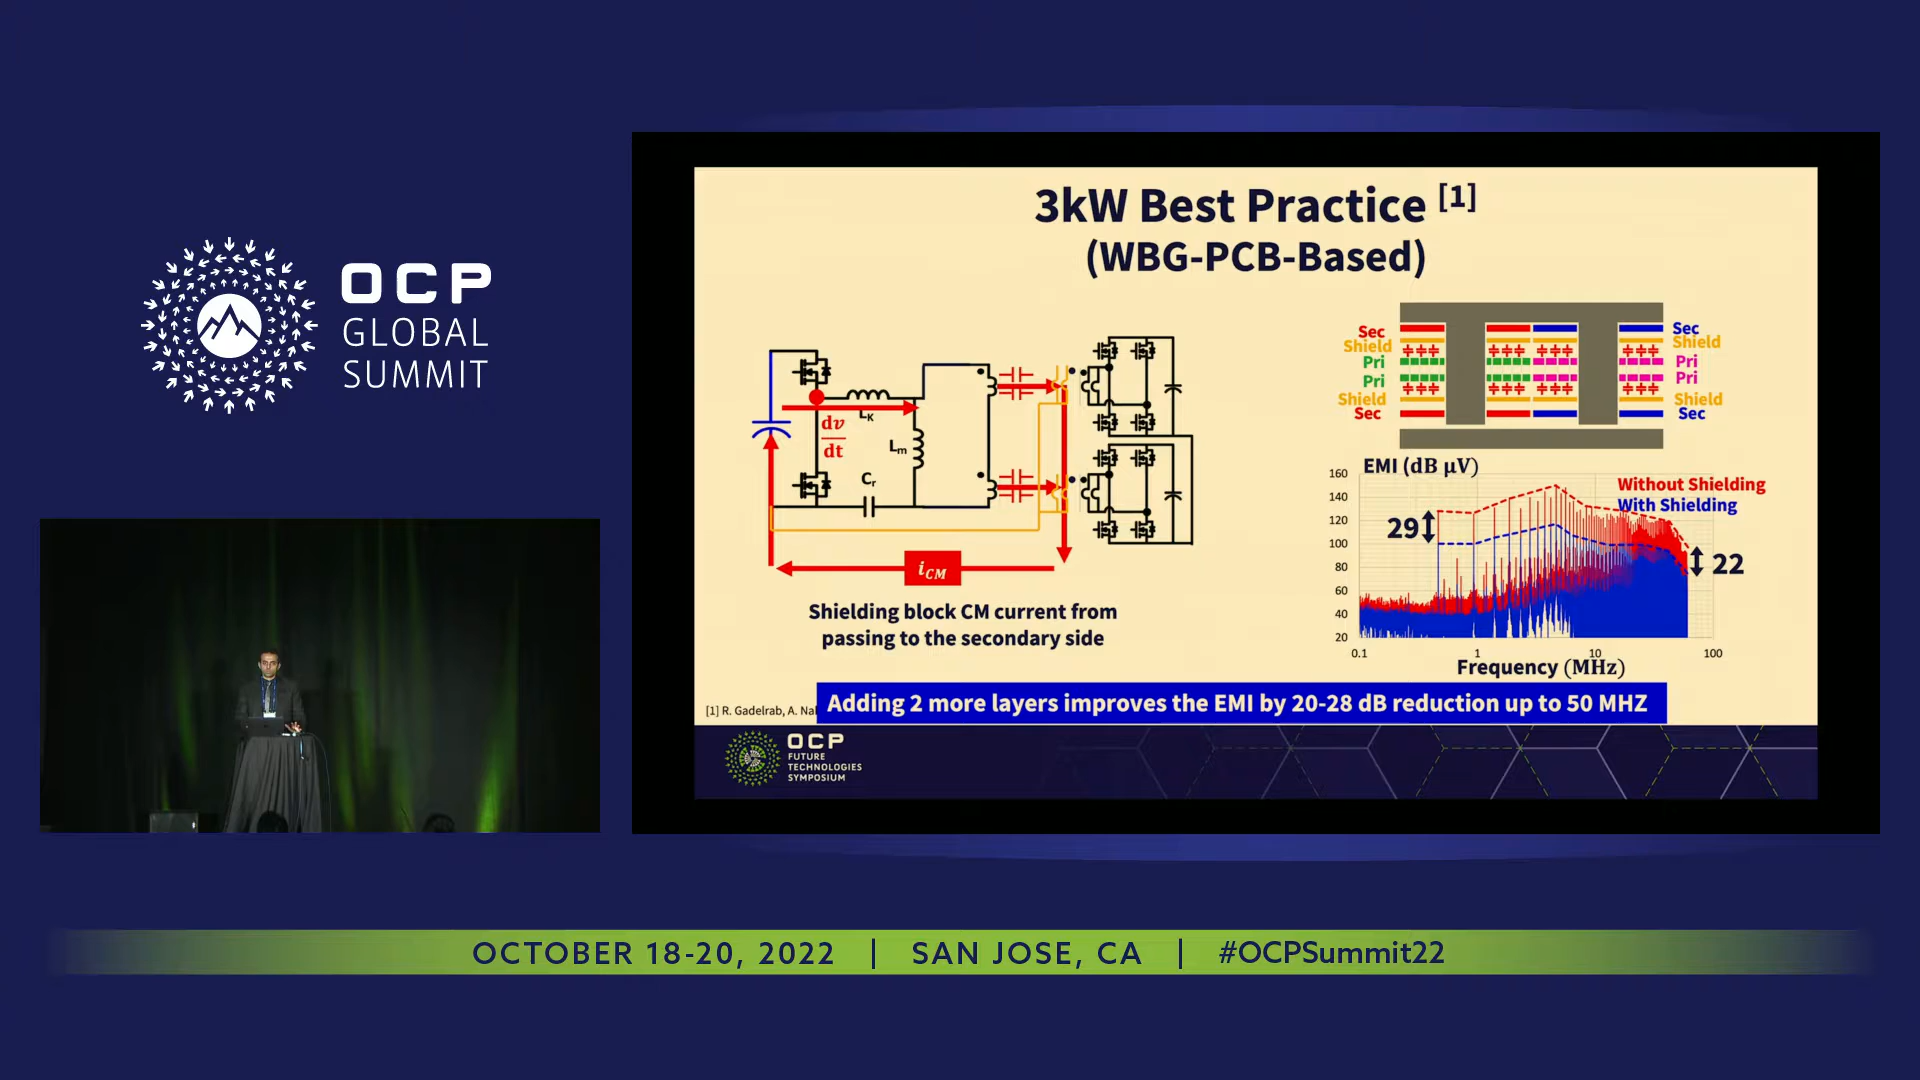 OCP
GLOBAL
SUMMIT
3kW Best Practice [1]
(WBG-PCB-Based)
dv
dt
LK
Lm
Cr
iCM
Shielding block CM current from
passing to the secondary side
Sec
Shield
Pri
Pri
Shield
Sec
Sec
Shield
Pri
Pri
Shield
Sec
EMI (dB μV)
160
140
120
100
80
60
40
20
Without Shielding
With Shielding
29
22
0.1 1 10 100
Frequency (MHz)
[1] R. Gadelrab, A.
Adding 2 more layers improves the EMI by 20-28 dB reduction up to 50 MHZ
OCP
FUTURE
TECHNOLOGIES
SYMPOSIUM
OCTOBER 18-20, 2022 | SAN JOSE, CA | #OCPSummit22